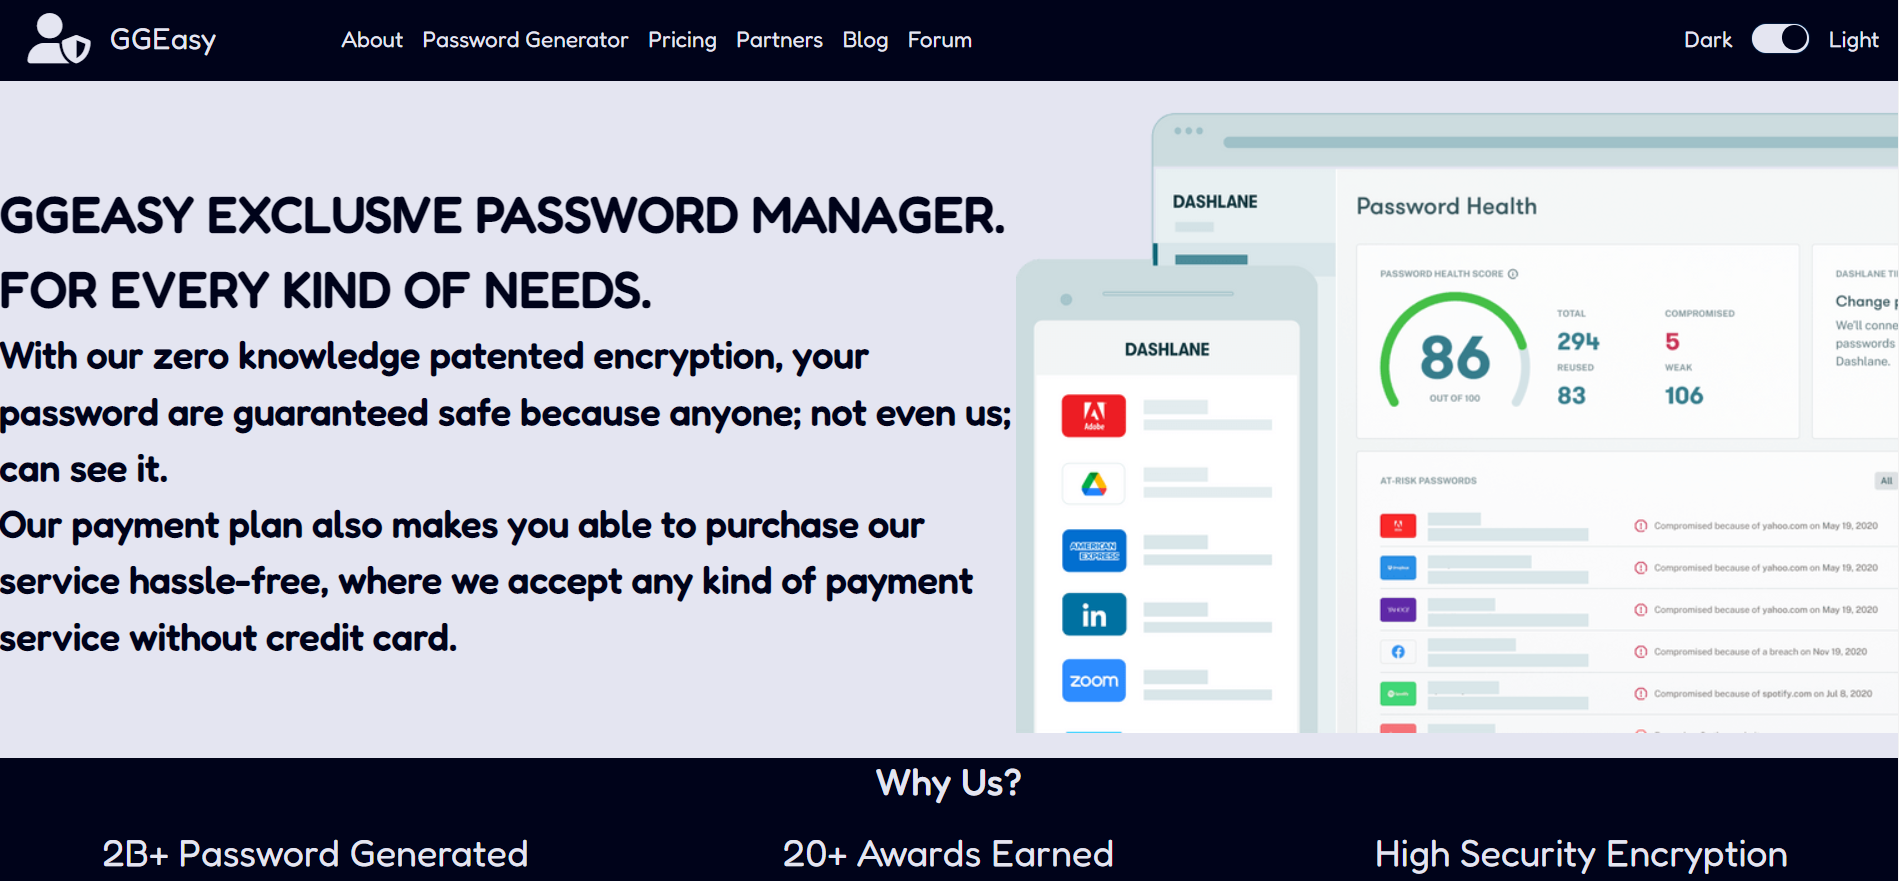 GGEasy
About Password Generator Pricing Partners Blog Forum
Dark Light
GGEASY EXCLUSIVE PASSWORD MANAGER.
FOR EVERY KIND OF NEEDS.
With our zero knowledge patented encryption, your
password are guaranteed safe because anyone; not even us;
can see it.
Our payment plan also makes you able to purchase our
service hassle-free, where we accept any kind of payment
service without credit card.
DASHLANE
Adobe
AMERICAN
EXPRESS
in
zoom
DASHLANE
Password Health
PASSWORD HEALTH SCORE
86
OUT OF 100
TOTAL
294
COMPROMISED
5
REUSED
83
WEAK
106
DASHLANE
Change
We'll conne
passwords
Dashlane.
AT-RISK PASSWORDS
All
Compromised because of yahoo.com on May 19, 2020
Compromised because of yahoo.com on May 19, 2020
YAHOO!
Compromised because of yahoo.com on May 19, 2020
Compromised because of a breach on Nov 19, 2020
Compromised because of spotify.com on Jul 8, 2020
Why Us?
2B+ Password Generated
20+ Awards Earned
High Security Encryption